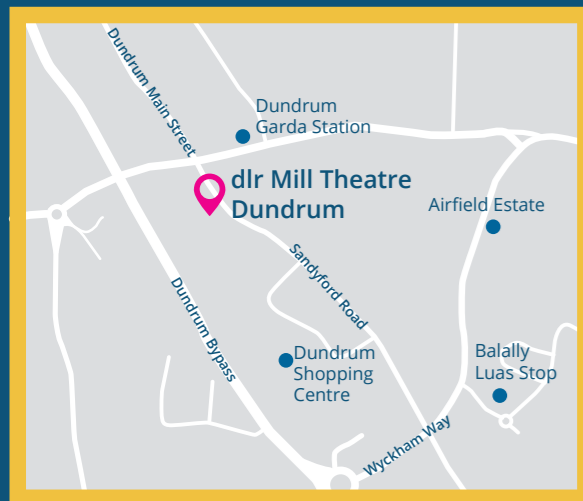 Dundrum Main Street
Dundrum
Garda Station
dlr Mill Theatre
Dundrum
Airfield Estate
Sandyford Road
Dundrum Bypass
Dundrum
Shopping
Centre
Balally
Luas Stop
Wyckham Way